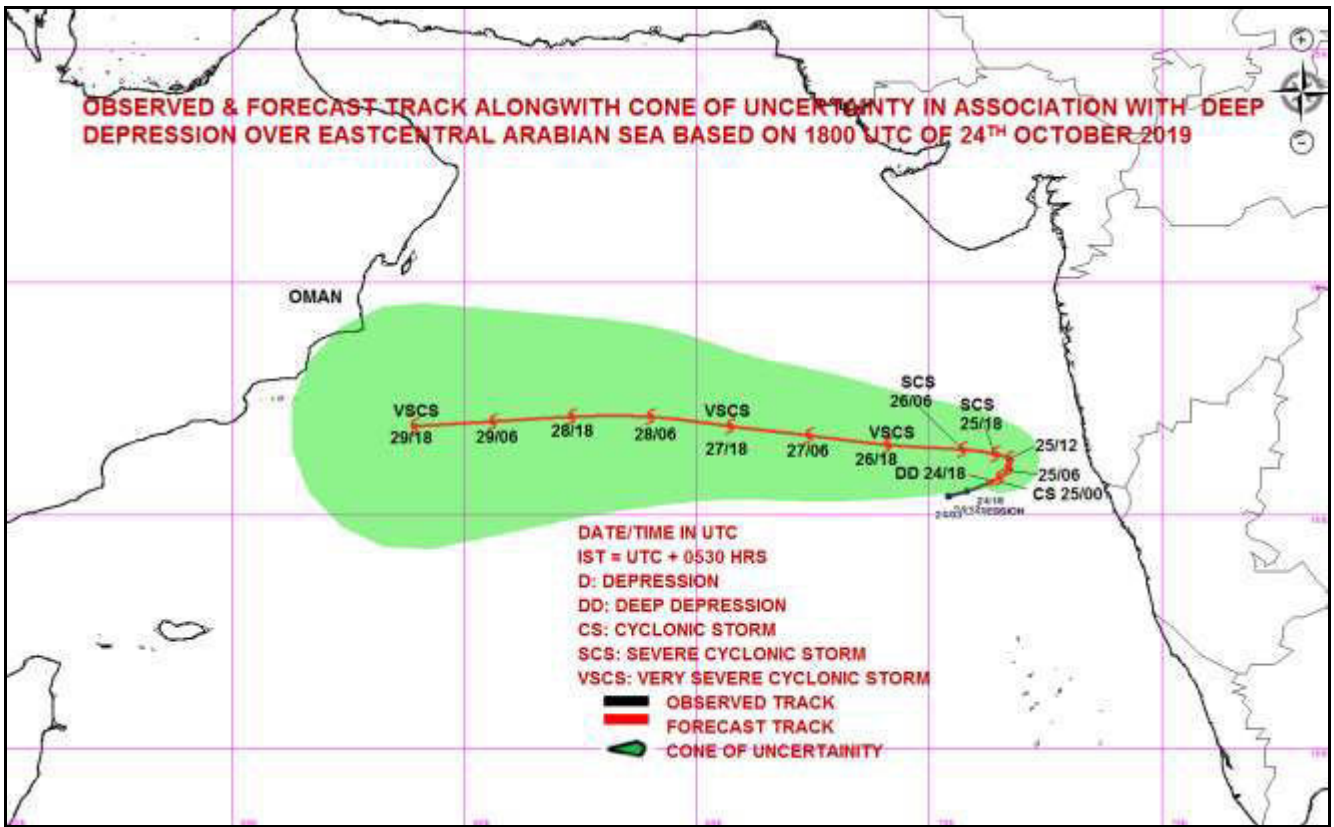 OBSERVED & FORECAST TRACK ALONGWITH CONE OF UNCERTAINTY IN ASSOCIATION WITH DEEP
DEPRESSION OVER EASTCENTRAL ARABIAN SEA BASED ON 1800 UTC OF 24TH OCTOBER 2019
OMAN
SCS
26/06
SCS
25/18
VSCS
29/18
29/06
28/18
28/06
VSCS
27/18
27/06
VSCS
26/18
25/12
DD 24/18
25/06
CS 25/00
24/18
24/03
DATE/TIME IN UTC
IST = UTC + 0530 HRS
D: DEPRESSION
DD: DEEP DEPRESSION
CS: CYCLONIC STORM
SCS: SEVERE CYCLONIC STORM
VSCS: VERY SEVERE CYCLONIC STORM
OBSERVED TRACK
FORECAST TRACK
CONE OF UNCERTAINITY